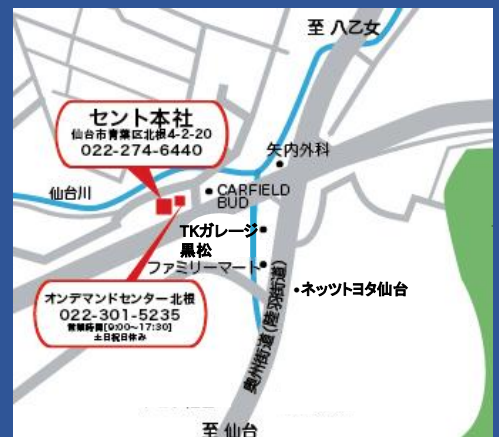 至 八乙女
セント本社
仙台市青葉区北根4-2-20
022-274-6440
矢内外科
仙台川
CARFIELD
BUD
TKガレージ
黒松
ファミリーマート
ネッツトヨタ仙台
オンデマンドセンター北根
022-301-5235
営業時間[9:00〜17:30]
土日祝日休み
奥州街道(陸羽街道)
至 仙台